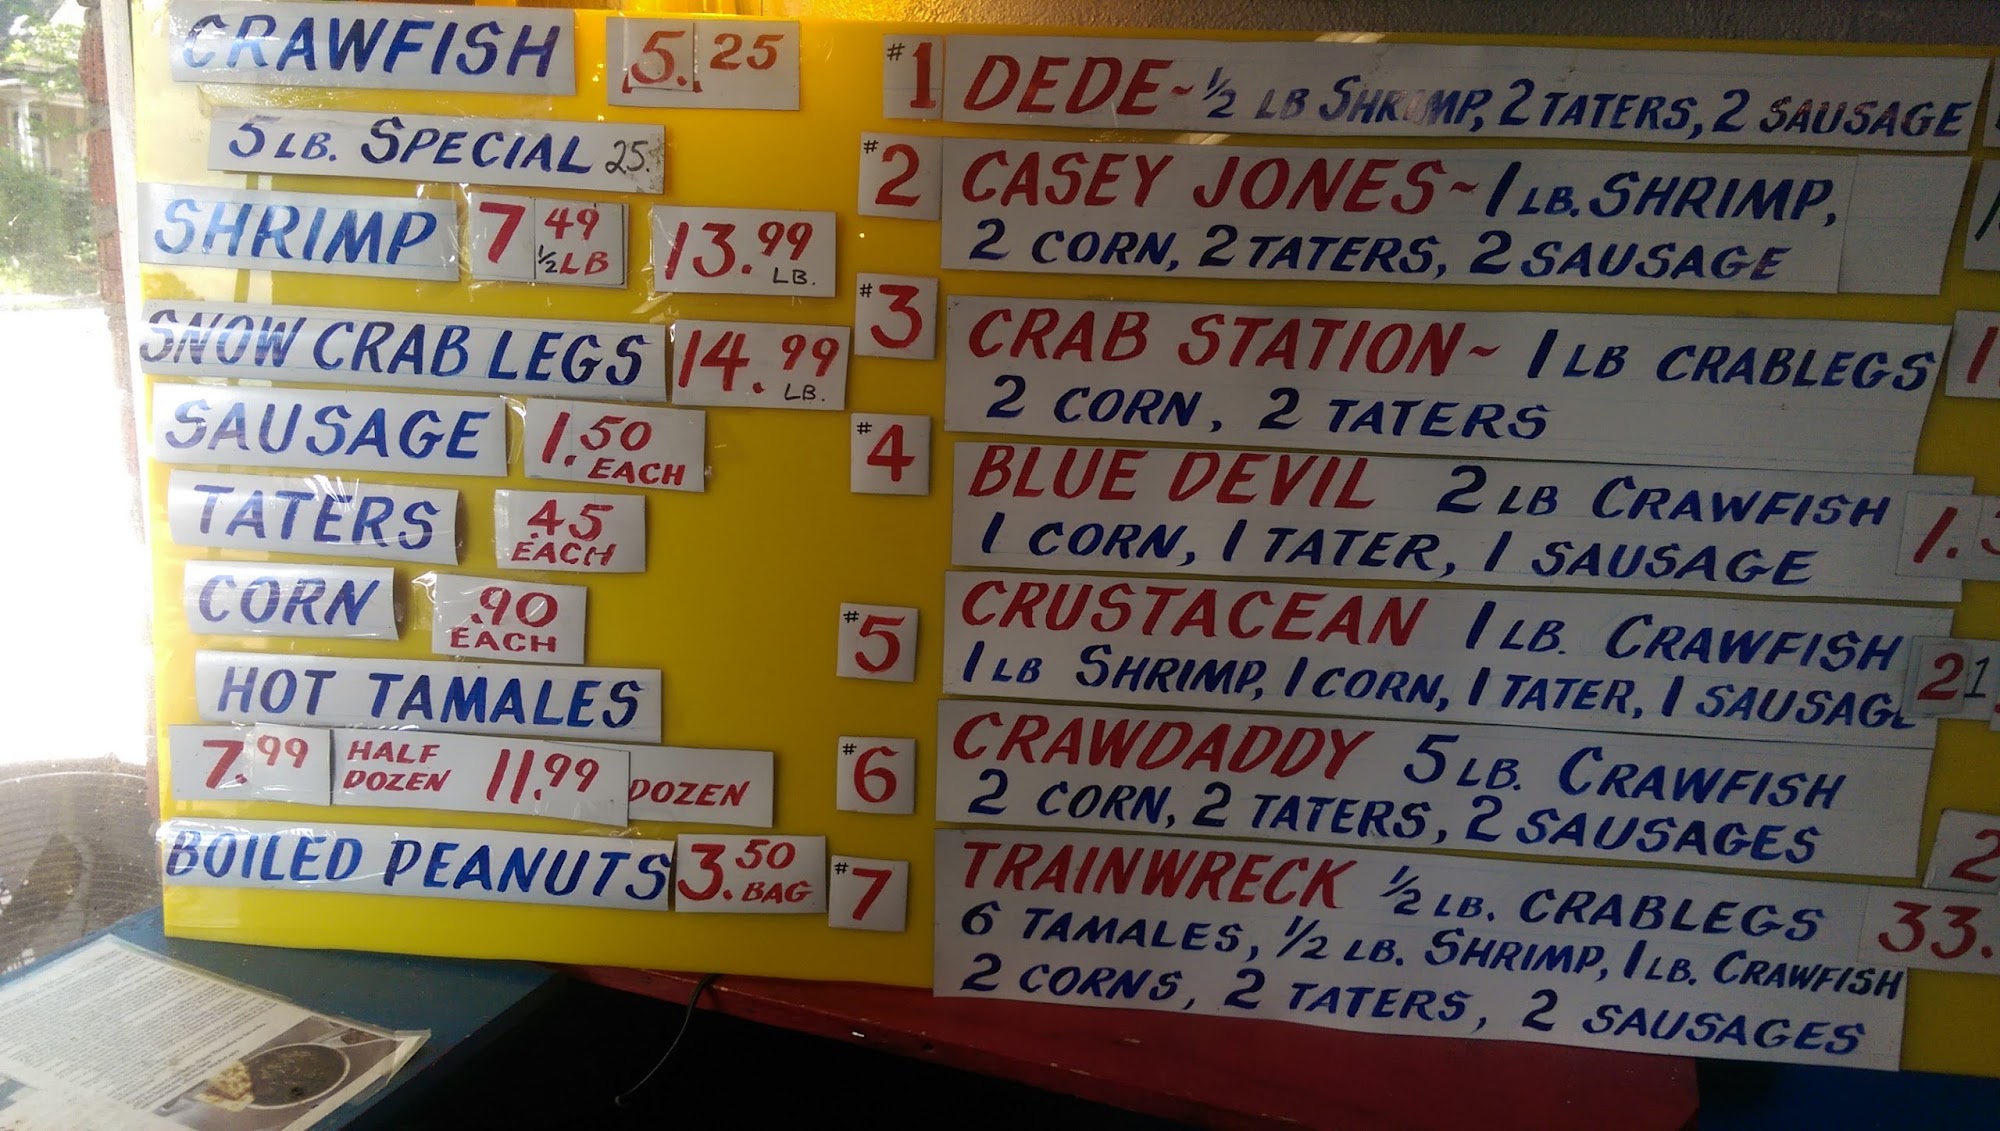 CRAWFISH 5.25
5 LB. SPECIAL 25.
SHRIMP 7 49 ½ LB 13.99 LB.
SNOW CRAB LEGS 14.99 LB.
SAUSAGE 1.50 EACH
TATERS .45 EACH
CORN .90 EACH
HOT TAMALES
7.99 HALF DOZEN 11.99 DOZEN
BOILED PEANUTS 3.50 BAG
#1 DEDE~ ½ LB SHRIMP, 2 TATERS, 2 SAUSAGE
#2 CASEY JONES~ 1 LB. SHRIMP,
2 CORN, 2 TATERS, 2 SAUSAGE
#3 CRAB STATION~ 1 LB CRABLEGS
2 CORN, 2 TATERS
#4 BLUE DEVIL 2 LB CRAWFISH
1 CORN, 1 TATER, 1 SAUSAGE 1.
#5 CRUSTACEAN 1 LB. CRAWFISH
1 LB SHRIMP, 1 CORN, 1 TATER, 1 SAUSAGE 21
#6 CRAWDADDY 5 LB. CRAWFISH
2 CORN, 2 TATERS, 2 SAUSAGES 2
#7 TRAINWRECK ½ LB. CRABLEGS 33.
6 TAMALES, ½ LB. SHRIMP, 1 LB. CRAWFISH
2 CORNS, 2 TATERS, 2 SAUSAGES